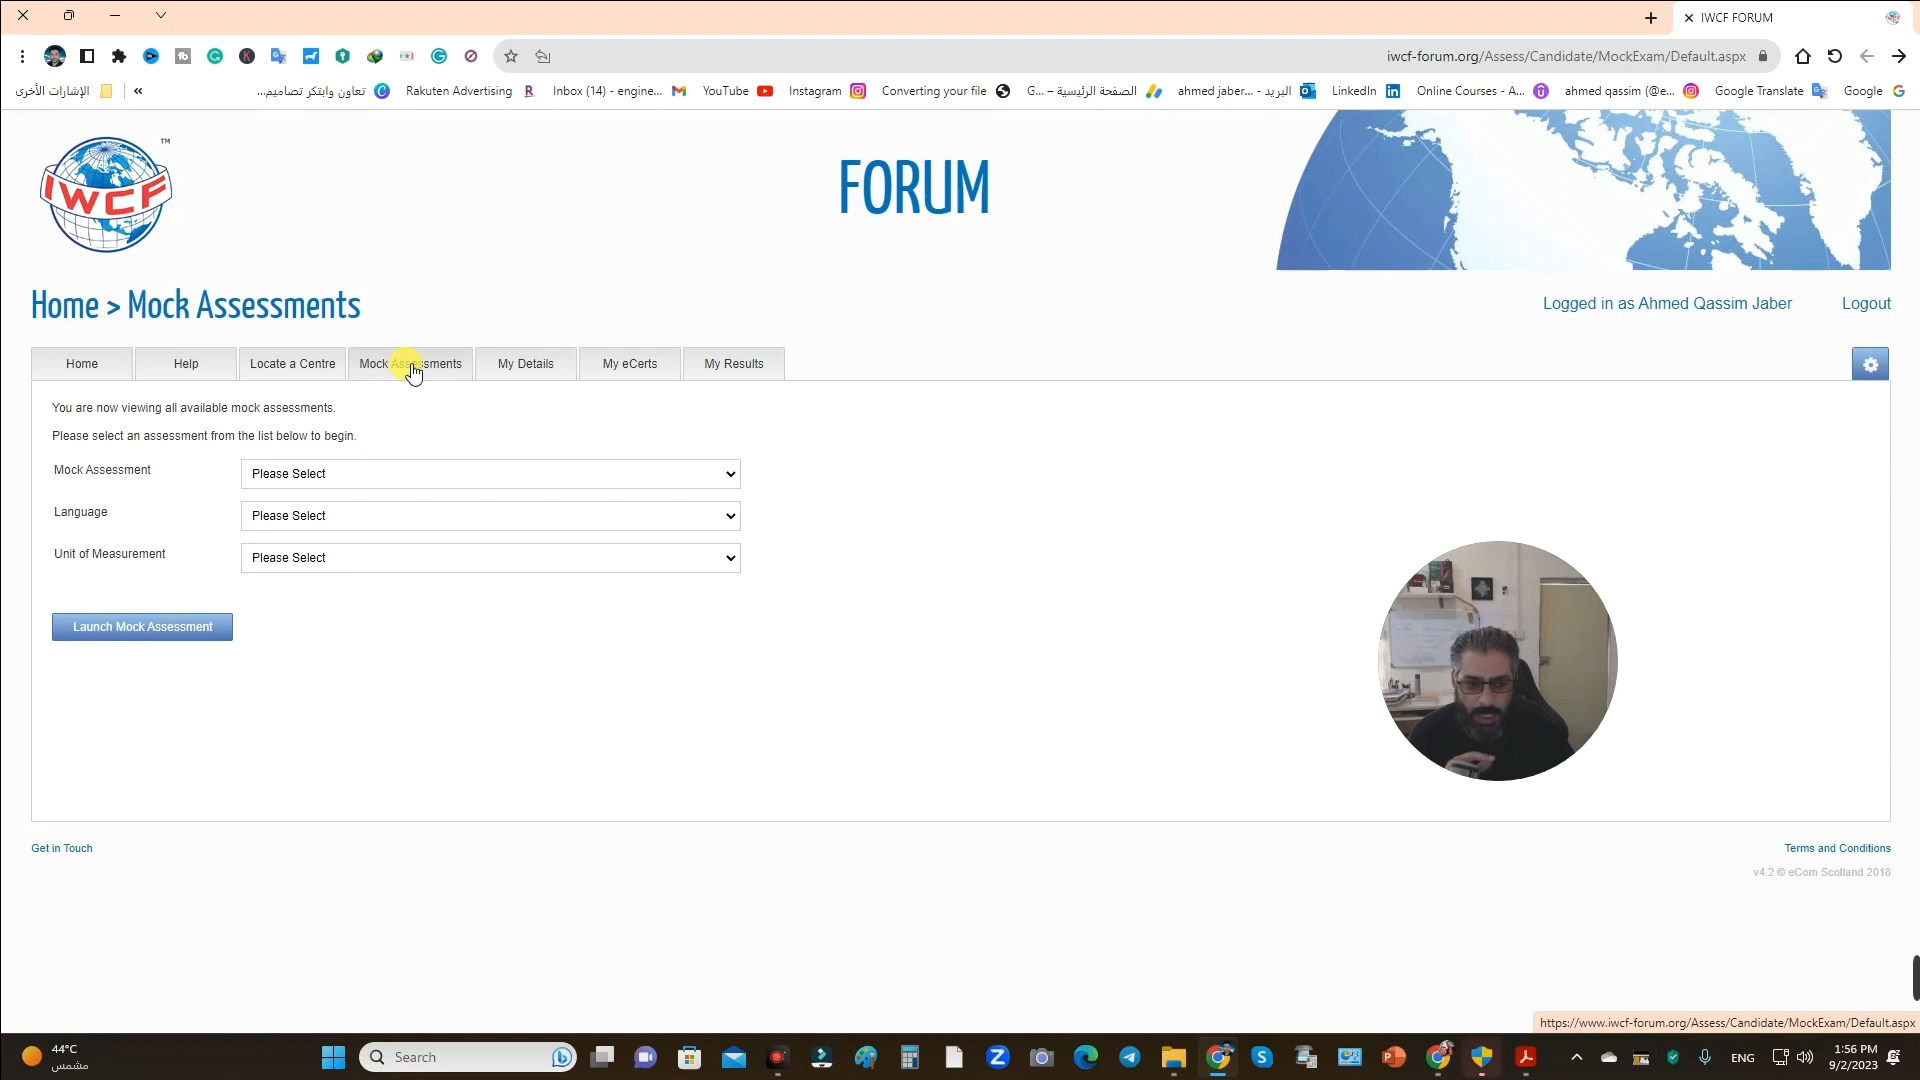 IWCF FORUM
iwcf-forum.org/Assess/Candidate/MockExam/Default.aspx
الإشارات الأخرى
«
تعاون وابتكر تصاميم...
Rakuten Advertising
Inbox (14) - engine...
YouTube
Instagram
Converting your file
الصفحة الرئيسية – G...
ahmed jaber... - البريد
LinkedIn
Online Courses - A...
ahmed qassim (@e...
Google Translate
Google
IWCF
TM
FORUM
Home > Mock Assessments
Logged in as Ahmed Qassim Jaber
Logout
Home
Help
Locate a Centre
Mock Assessments
My Details
My eCerts
My Results
You are now viewing all available mock assessments.
Please select an assessment from the list below to begin.
Mock Assessment
Please Select
Language
Please Select
Unit of Measurement
Please Select
Launch Mock Assessment
Get in Touch
Terms and Conditions
v4.2 © eCom Scotland 2018
https://www.iwcf-forum.org/Assess/Candidate/MockExam/Default.aspx
44°C
مشمس
Search
ENG
1:56 PM
9/2/2023